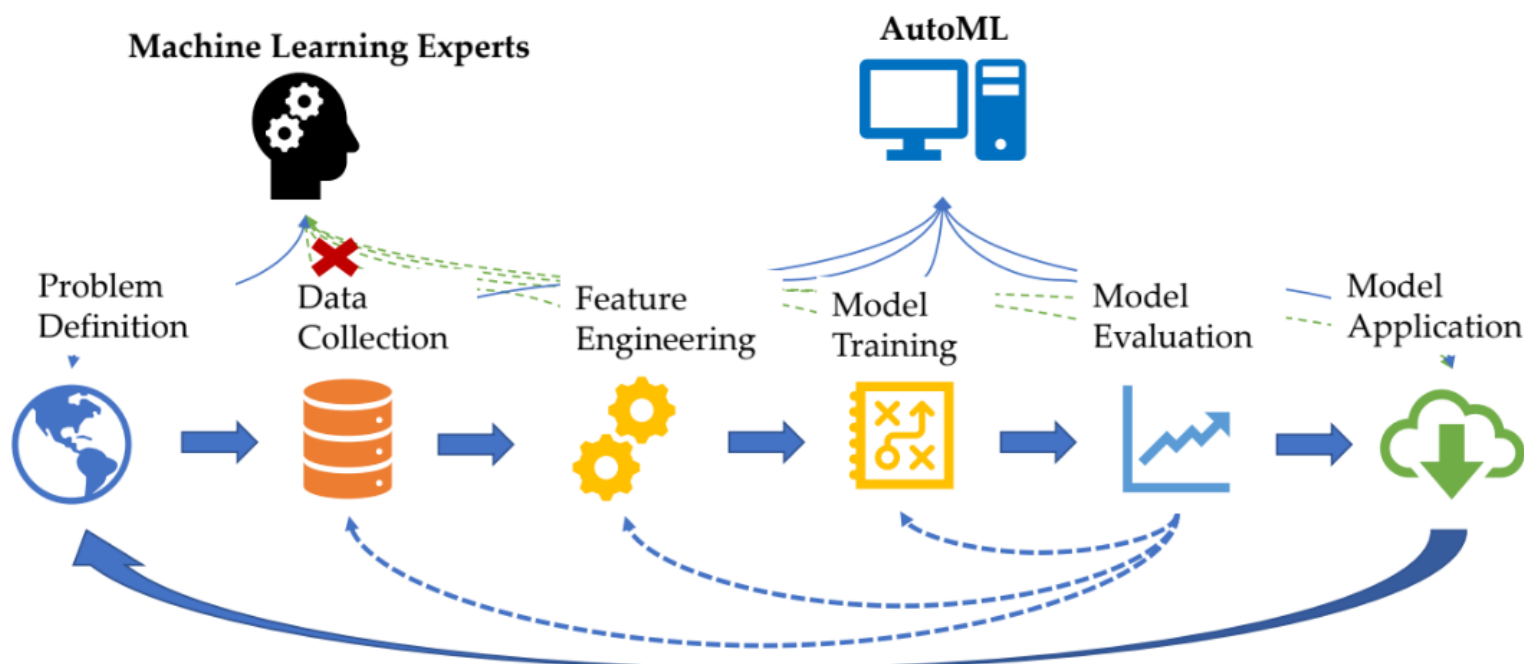 Machine Learning Experts
AutoML
Problem
Definition
Data
Collection
Feature
Engineering
Model
Training
Model
Evaluation
Model
Application